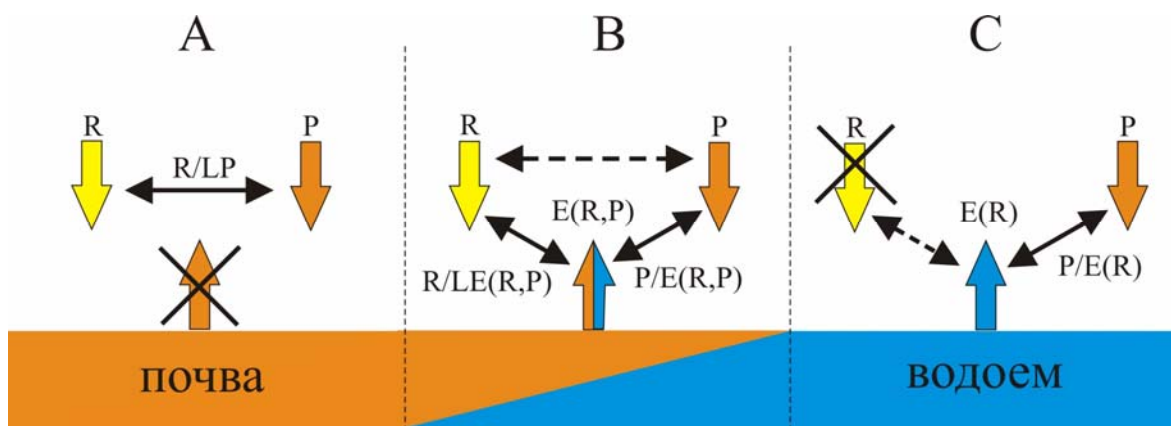 A
B
C
R
P
R/LP
R
P
E(R,P)
R/LE(R,P)
P/E(R,P)
R
P
E(R)
P/E(R)
почва
водоем